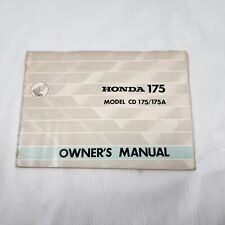 HONDA 175
MODEL CD 175/175A
OWNER'S MANUAL